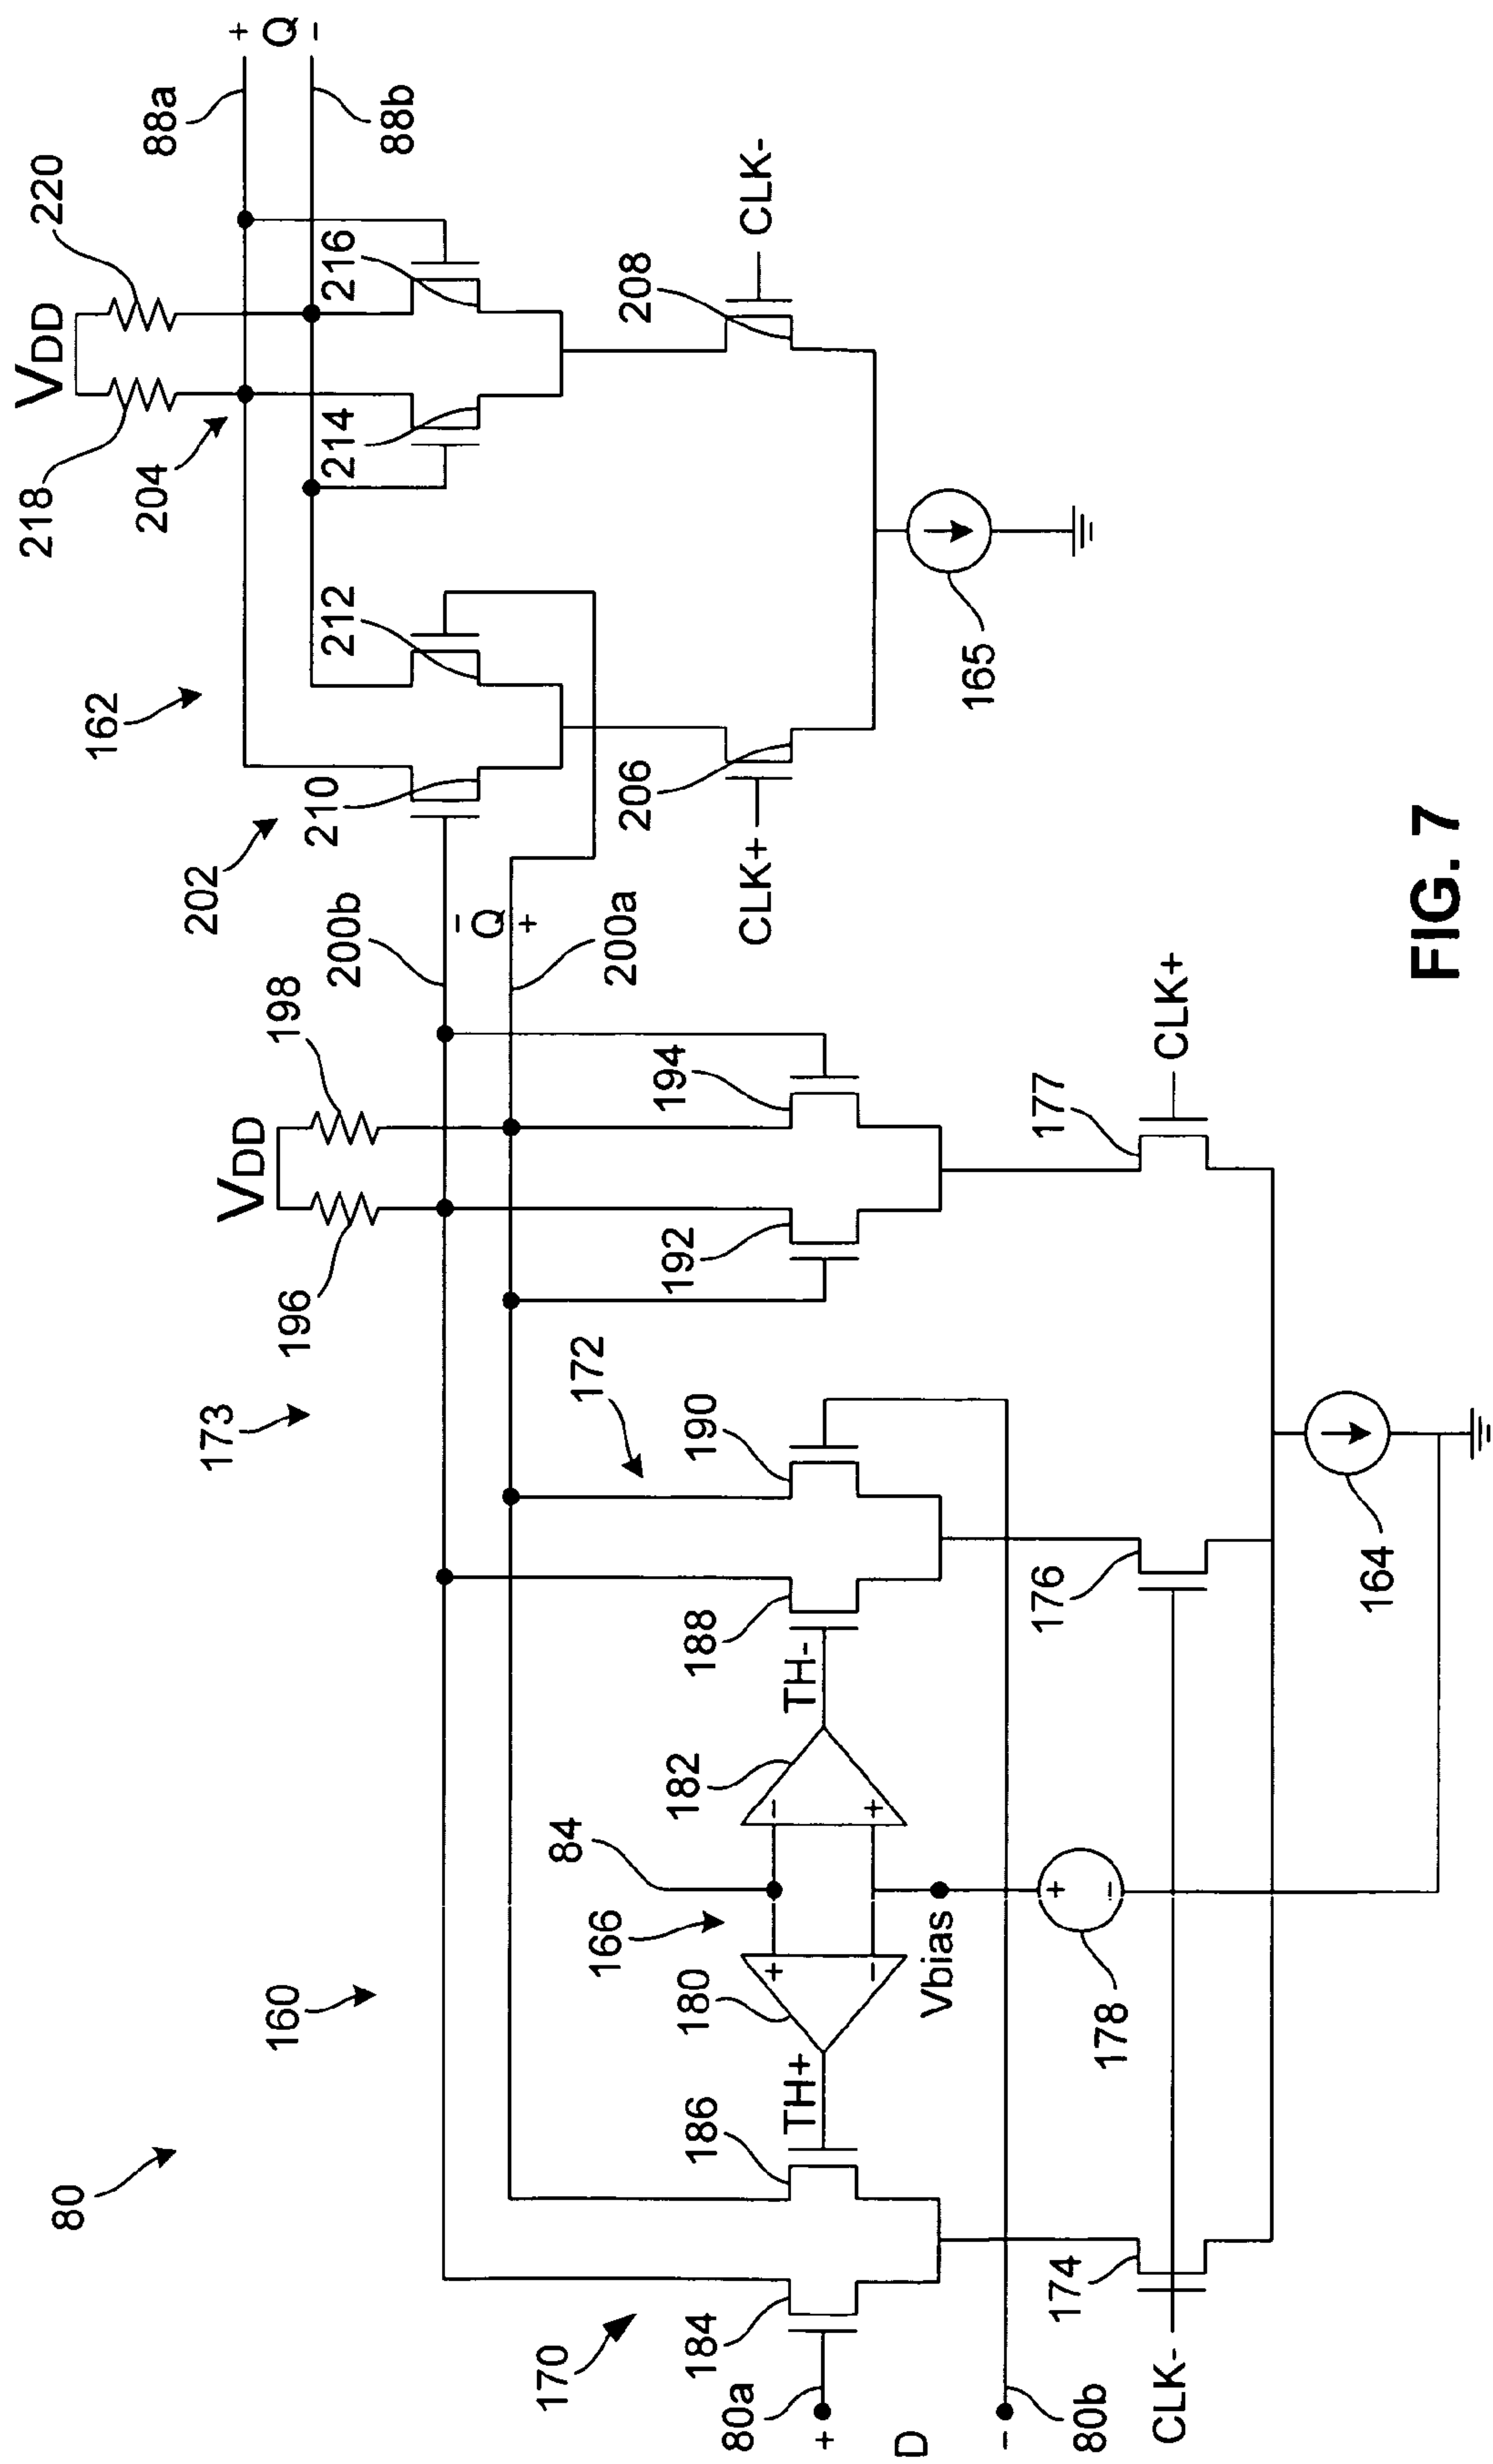 80
160
173
VDD
196
198
200b
- Q +
200a
202
162
VDD
218
220
204
88a
+ Q -
88b
210
212
214
216
206
208
CLK+
CLK-
165
170
184
186
TH+
180
166
84
182
TH-
188
172
190
192
194
80a
+ D -
80b
+ -
- +
Vbias
178
+ -
174
CLK-
176
177
CLK+
164
FIG. 7